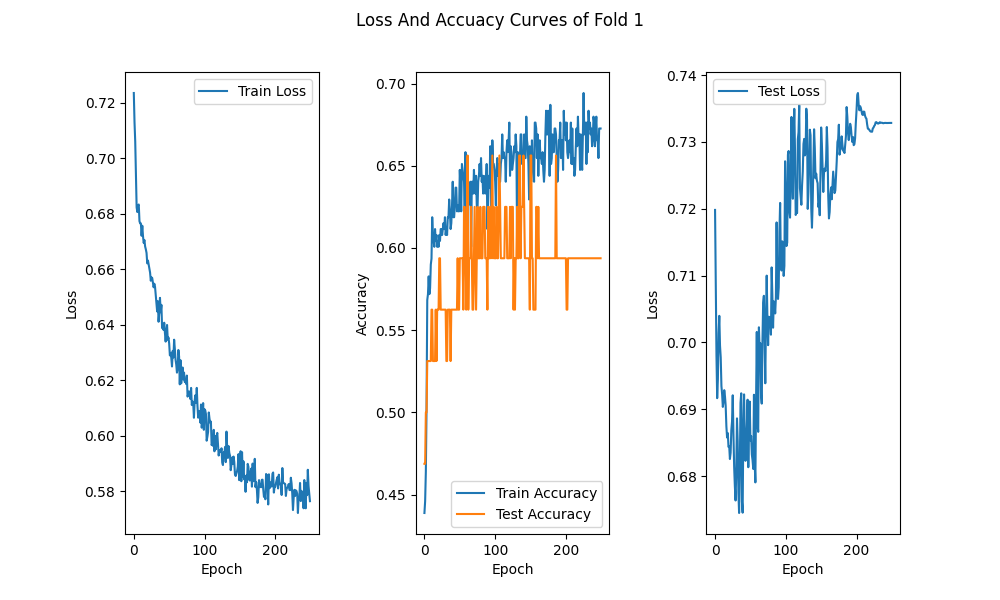 Loss And Accuacy Curves of Fold 1
Train Loss
0.72
0.70
0.68
0.66
0.64
0.62
0.60
0.58
Loss
0
100
200
Epoch
0.70
0.65
0.60
0.55
0.50
0.45
Accuracy
Train Accuracy
Test Accuracy
0
100
200
Epoch
Test Loss
0.74
0.73
0.72
0.71
0.70
0.69
0.68
Loss
0
100
200
Epoch